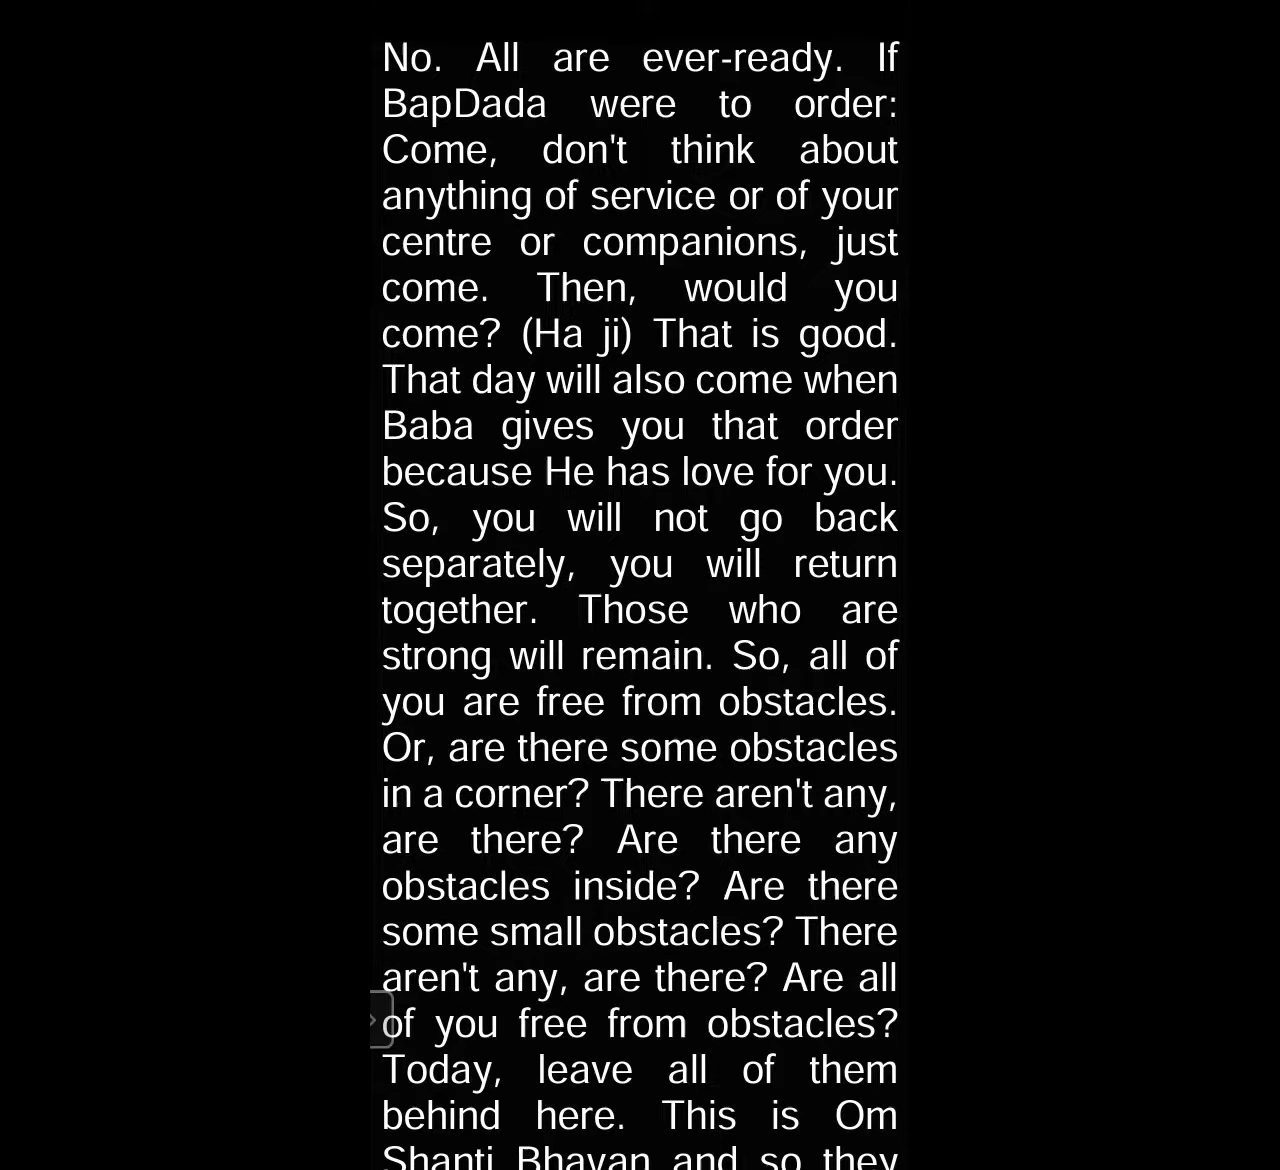 No. All are ever-ready. If
BapDada were to order:
Come, don't think about
anything of service or of your
centre or companions, just
come. Then, would you
come? (Ha ji) That is good.
That day will also come when
Baba gives you that order
because He has love for you.
So, you will not go back
separately, you will return
together. Those who are
strong will remain. So, all of
you are free from obstacles.
Or, are there some obstacles
in a corner? There aren't any,
are there? Are there any
obstacles inside? Are there
some small obstacles? There
aren't any, are there? Are all
of you free from obstacles?
Today, leave all of them
behind here. This is Om
Shanti Bhavan and so they